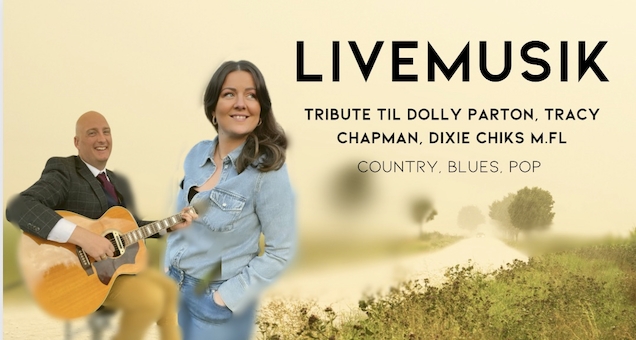 LIVEMUSIK
TRIBUTE TIL DOLLY PARTON, TRACY
CHAPMAN, DIXIE CHIKS M.FL
COUNTRY, BLUES, POP